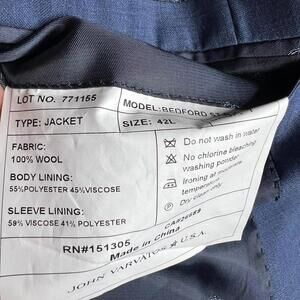 LOT NO. 771155
MODEL: BEDFORD
TYPE: JACKET
SIZE: 42L
FABRIC:
100% WOOL
BODY LINING:
55%POLYESTER 45%VISCOSE
SLEEVE LINING:
59% VISCOSE 41% POLYESTER
Do not wash in water
No chlorine bleaching
washing powder
Ironing at moderate
temperature
Dry clean only
RN#151305
Made in China
JOHN VARVATOS U.S.A.